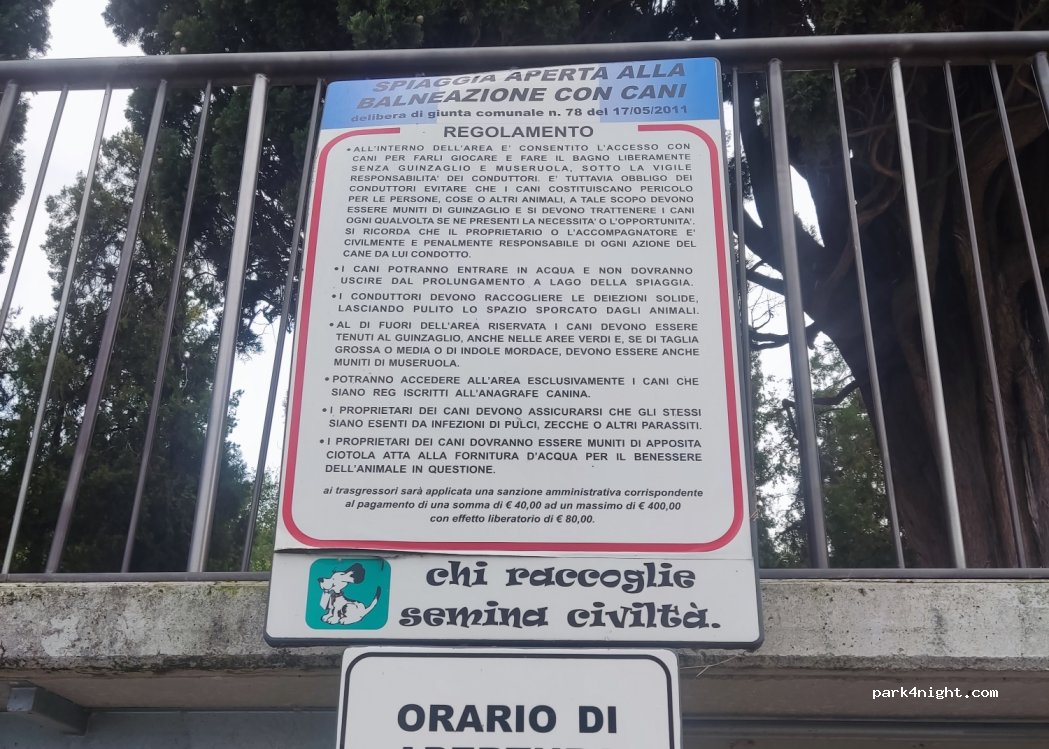 SPIAGGIA APERTA ALLA
BALNEAZIONE CON CANI
delibera di giunta comunale n. 78 del 17/05/2011
REGOLAMENTO
•ALL'INTERNO DELL'AREA E' CONSENTITO L'ACCESSO CON
CANI PER FARLI GIOCARE E FARE IL BAGNO LIBERAMENTE
SENZA GUINZAGLIO E MUSERUOLA, SOTTO LA VIGILE
RESPONSABILITA' DEI CONDUTTORI. E' TUTTAVIA OBBLIGO DEI
CONDUTTORI EVITARE CHE I CANI COSTITUISCANO PERICOLO
PER LE PERSONE, COSE O ALTRI ANIMALI, A TALE SCOPO DEVONO
ESSERE MUNITI DI GUINZAGLIO E SI DEVONO TRATTENERE I CANI
OGNI QUALVOLTA SE NE PRESENTI LA NECESSITA' O L'OPPORTUNITA'.
SI RICORDA CHE IL PROPRIETARIO O L'ACCOMPAGNATORE E'
CIVILMENTE E PENALMENTE RESPONSABILE DI OGNI AZIONE DEL
CANE DA LUI CONDOTTO.
•I CANI POTRANNO ENTRARE IN ACQUA E NON DOVRANNO
USCIRE DAL PROLUNGAMENTO A LAGO DELLA SPIAGGIA.
•I CONDUTTORI DEVONO RACCOGLIERE LE DEIEZIONI SOLIDE,
LASCIANDO PULITO LO SPAZIO SPORCATO DAGLI ANIMALI.
•AL DI FUORI DELL'AREA RISERVATA I CANI DEVONO ESSERE
TENUTI AL GUINZAGLIO, ANCHE NELLE AREE VERDI E, SE DI TAGLIA
GROSSA O MEDIA O DI INDOLE MORDACE, DEVONO ESSERE ANCHE
MUNITI DI MUSERUOLA.
•POTRANNO ACCEDERE ALL'AREA ESCLUSIVAMENTE I CANI CHE
SIANO REG ISCRITTI ALL'ANAGRAFE CANINA.
•I PROPRIETARI DEI CANI DEVONO ASSICURARSI CHE GLI STESSI
SIANO ESENTI DA INFEZIONI DI PULCI, ZECCHE O ALTRI PARASSITI.
•I PROPRIETARI DEI CANI DOVRANNO ESSERE MUNITI DI APPOSITA
CIOTOLA ATTA ALLA FORNITURA D'ACQUA PER IL BENESSERE
DELL'ANIMALE IN QUESTIONE.
ai trasgressori sarà applicata una sanzione amministrativa corrispondente
al pagamento di una somma di € 40,00 ad un massimo di € 400,00
con effetto liberatorio di € 80,00.
chi raccoglie
semina civiltà.
ORARIO DI
park4night.com